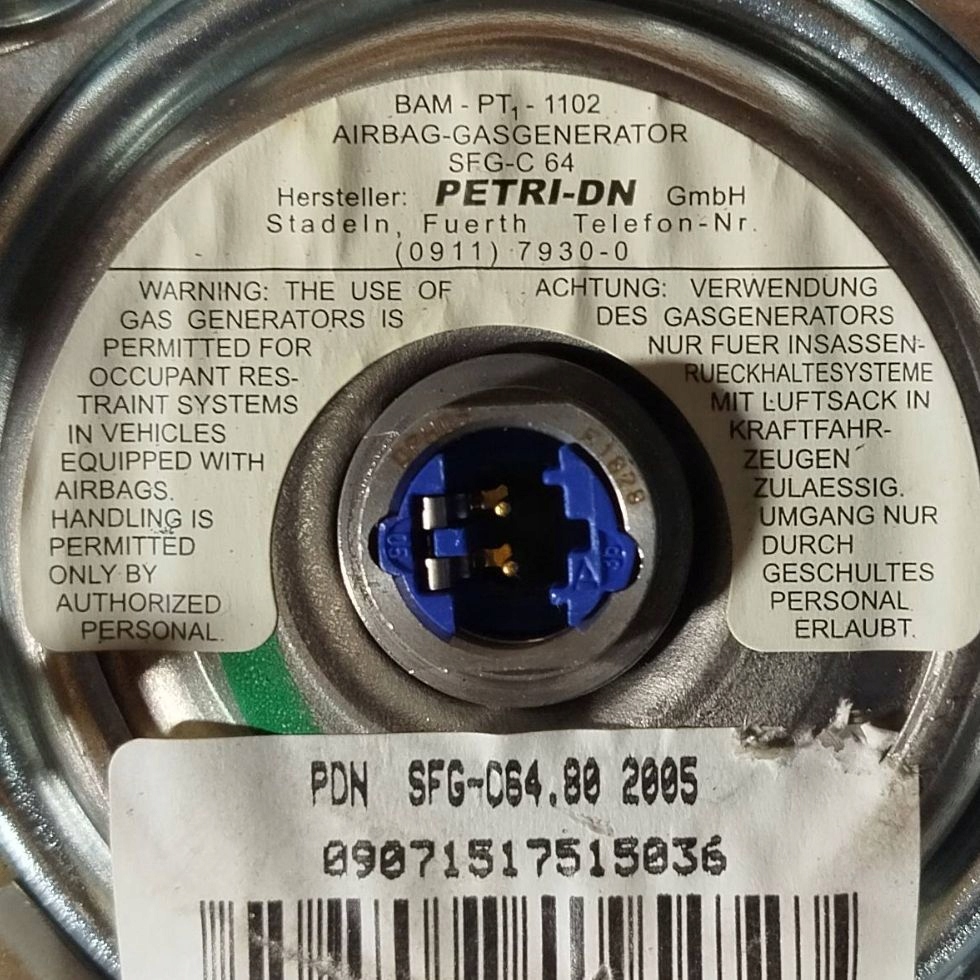 BAM - PT₁ - 1102
AIRBAG-GASGENERATOR
SFG-C 64
Hersteller: PETRI-DN GmbH
Stadeln, Fuerth Telefon-Nr.
(0911) 7930-0
WARNING: THE USE OF
GAS GENERATORS IS
PERMITTED FOR
OCCUPANT RES-
TRAINT SYSTEMS
IN VEHICLES
EQUIPPED WITH
AIRBAGS.
HANDLING IS
PERMITTED
ONLY BY
AUTHORIZED
PERSONAL.
ACHTUNG: VERWENDUNG
DES GASGENERATORS
NUR FUER INSASSEN-
RUECKHALTESYSTEME
MIT LUFTSACK IN
KRAFTFAHR-
ZEUGEN
ZULAESSIG.
UMGANG NUR
DURCH
GESCHULTES
PERSONAL
ERLAUBT.
F1828
A
PDN SFG-C64.80 2005
09071517515036